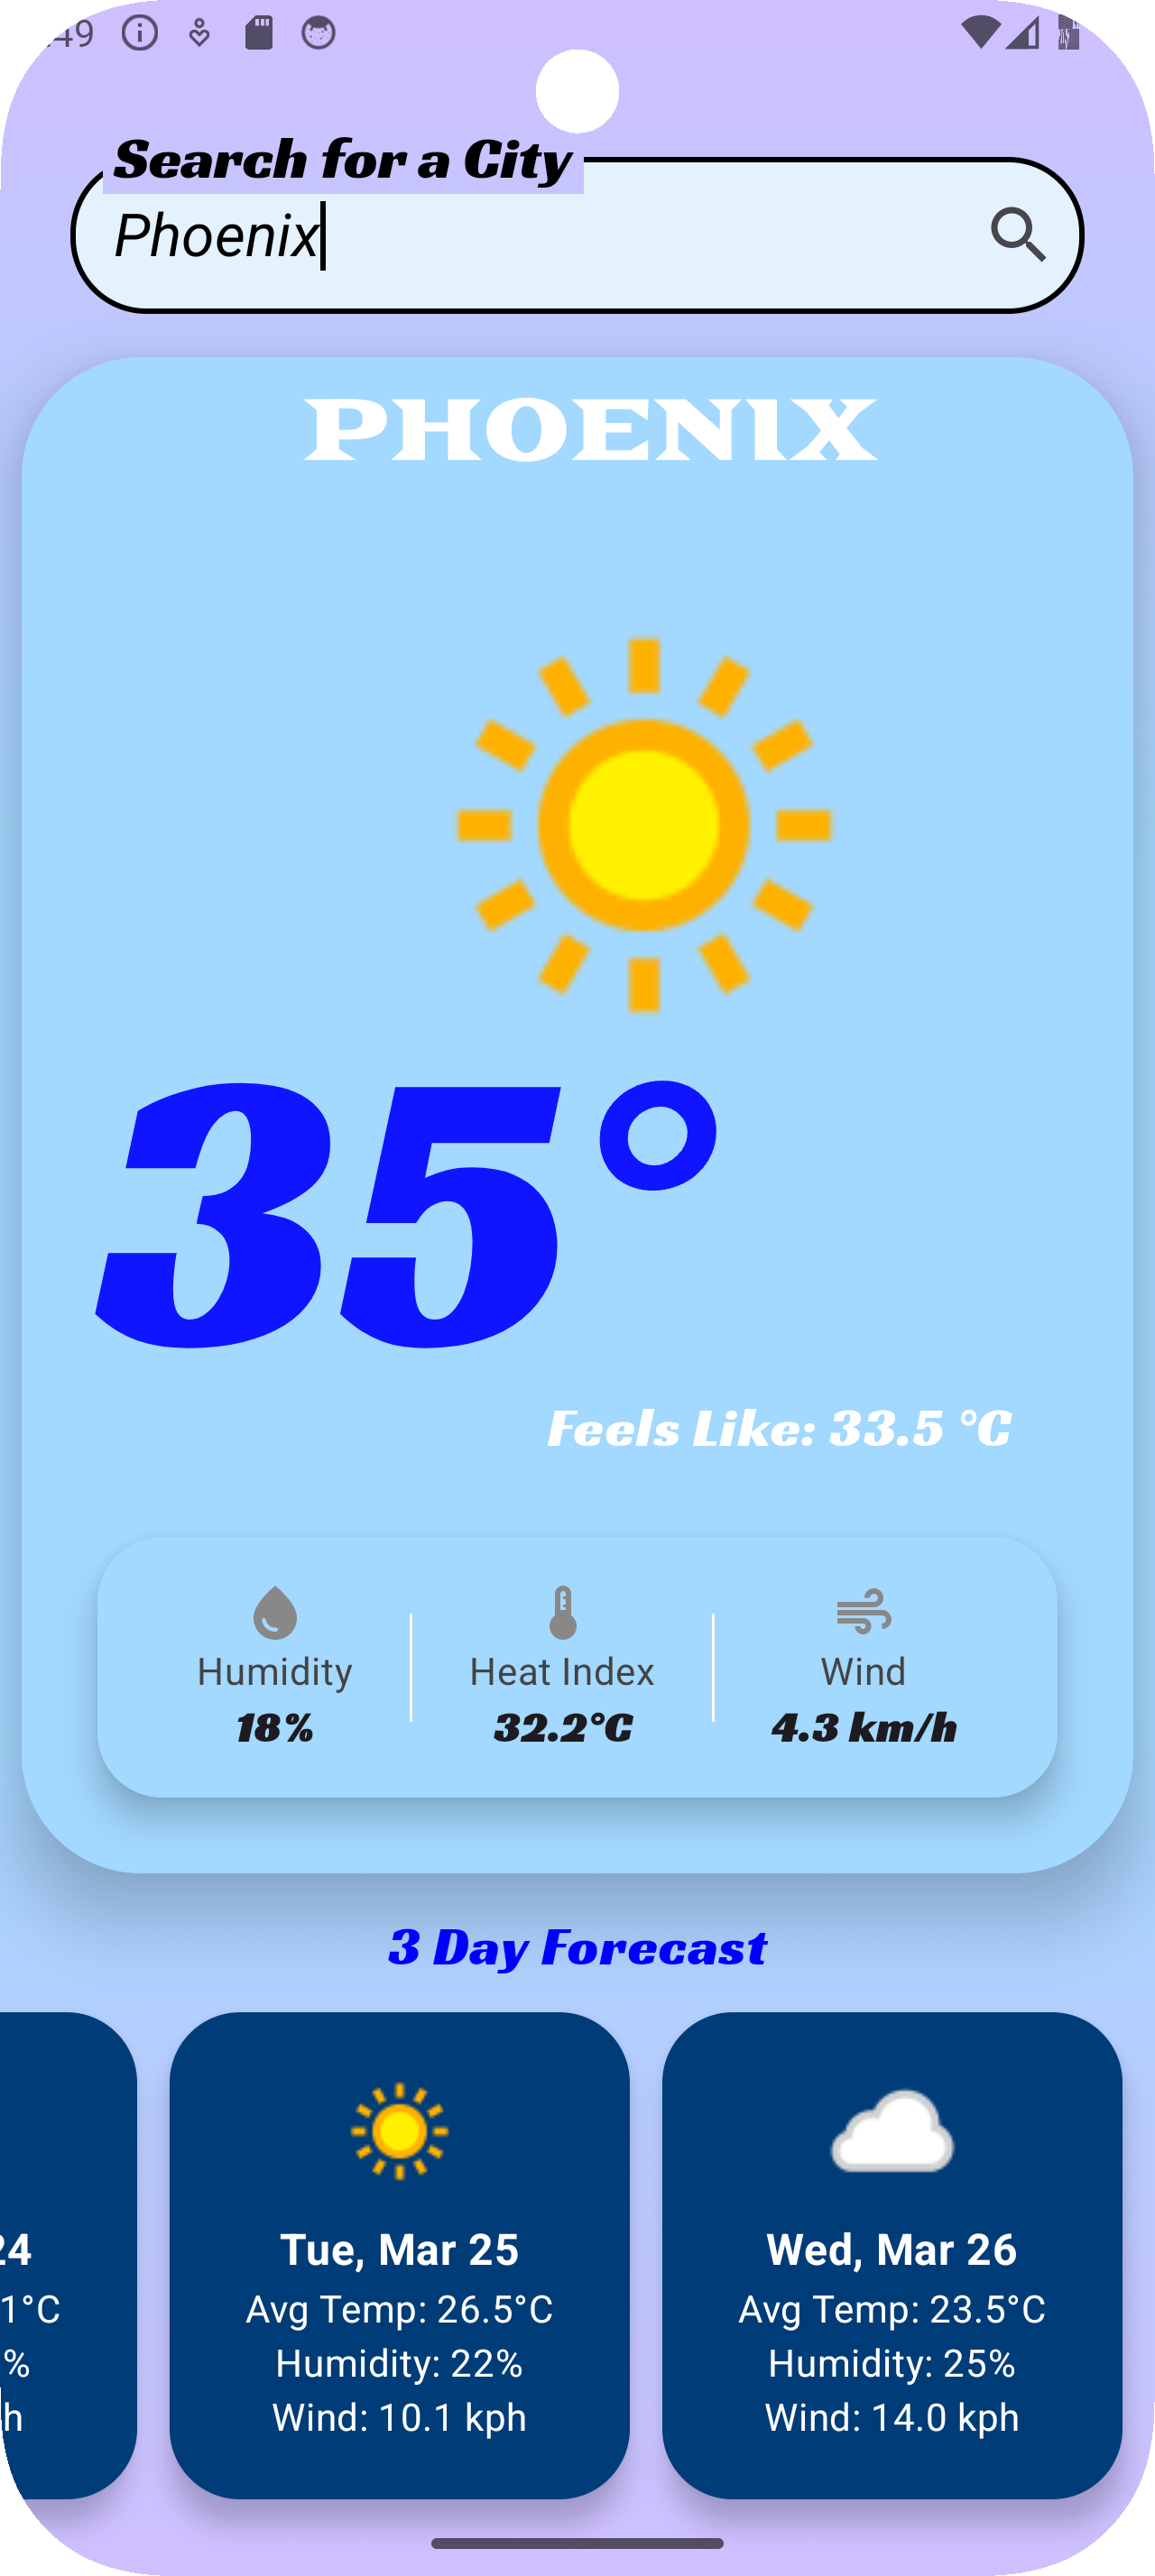 49
Search for a City
Phoenix
PHOENIX
35°
Feels Like: 33.5 °C
Humidity Heat Index Wind
18% 32.2°C 4.3 km/h
3 Day Forecast
24 Tue, Mar 25 Wed, Mar 26
1°C Avg Temp: 26.5°C Avg Temp: 23.5°C
% Humidity: 22% Humidity: 25%
h Wind: 10.1 kph Wind: 14.0 kph